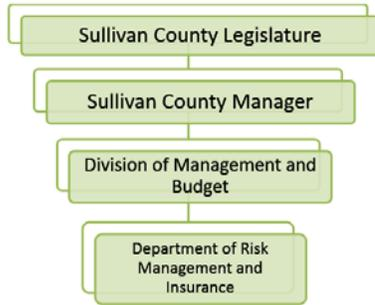 Sullivan County Legislature
Sullivan County Manager
Division of Management and
Budget
Department of Risk
Management and
Insurance